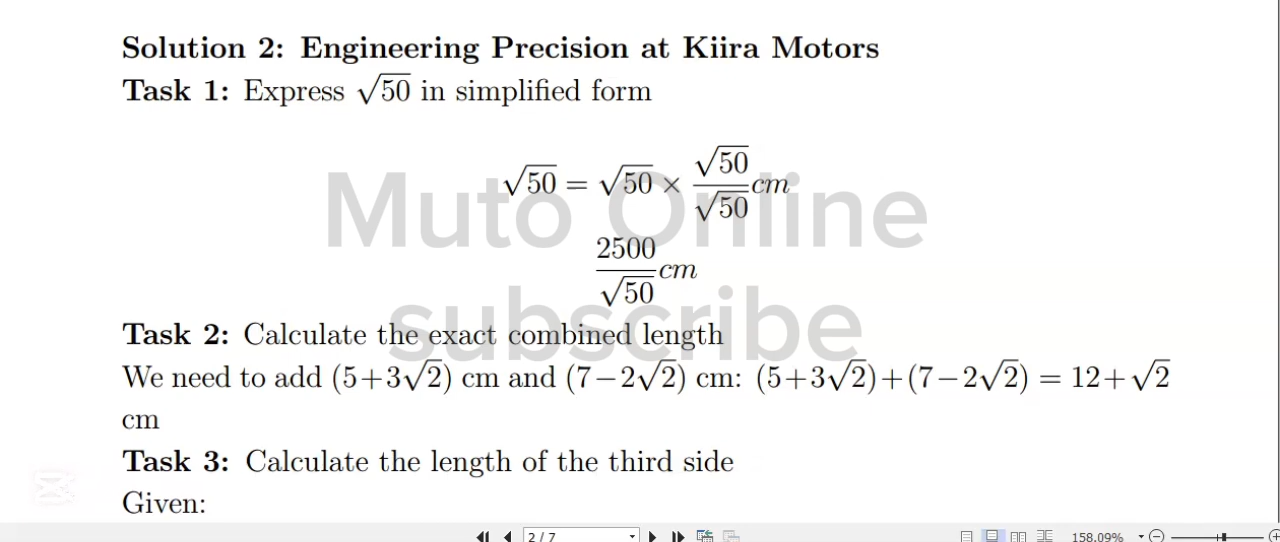 Solution 2: Engineering Precision at Kiira Motors
Task 1: Express √50 in simplified form
√50 = √50 × √50/√50 cm
2500/√50 cm
Muto Online
subscribe
Task 2: Calculate the exact combined length
We need to add (5+3√2) cm and (7−2√2) cm: (5+3√2)+(7−2√2) = 12+√2
cm
Task 3: Calculate the length of the third side
Given:
2 / 7
158.09%